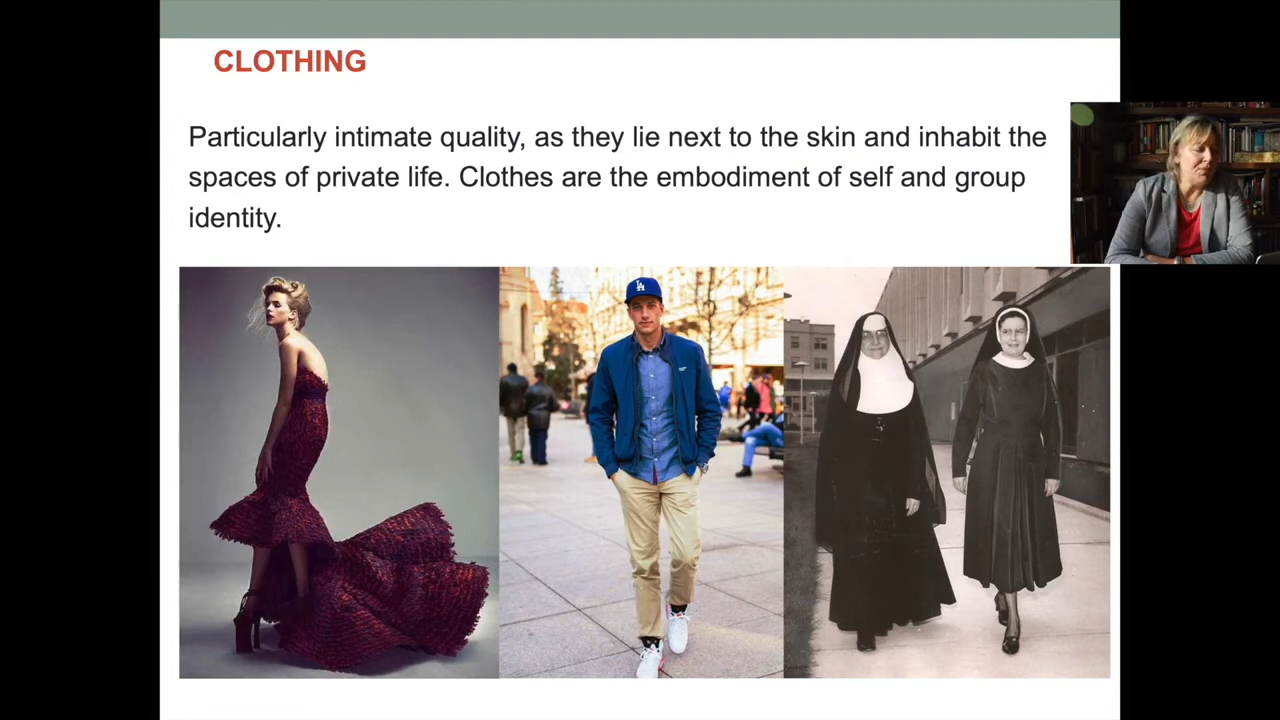 CLOTHING
Particularly intimate quality, as they lie next to the skin and inhabit the
spaces of private life. Clothes are the embodiment of self and group
identity.
LA